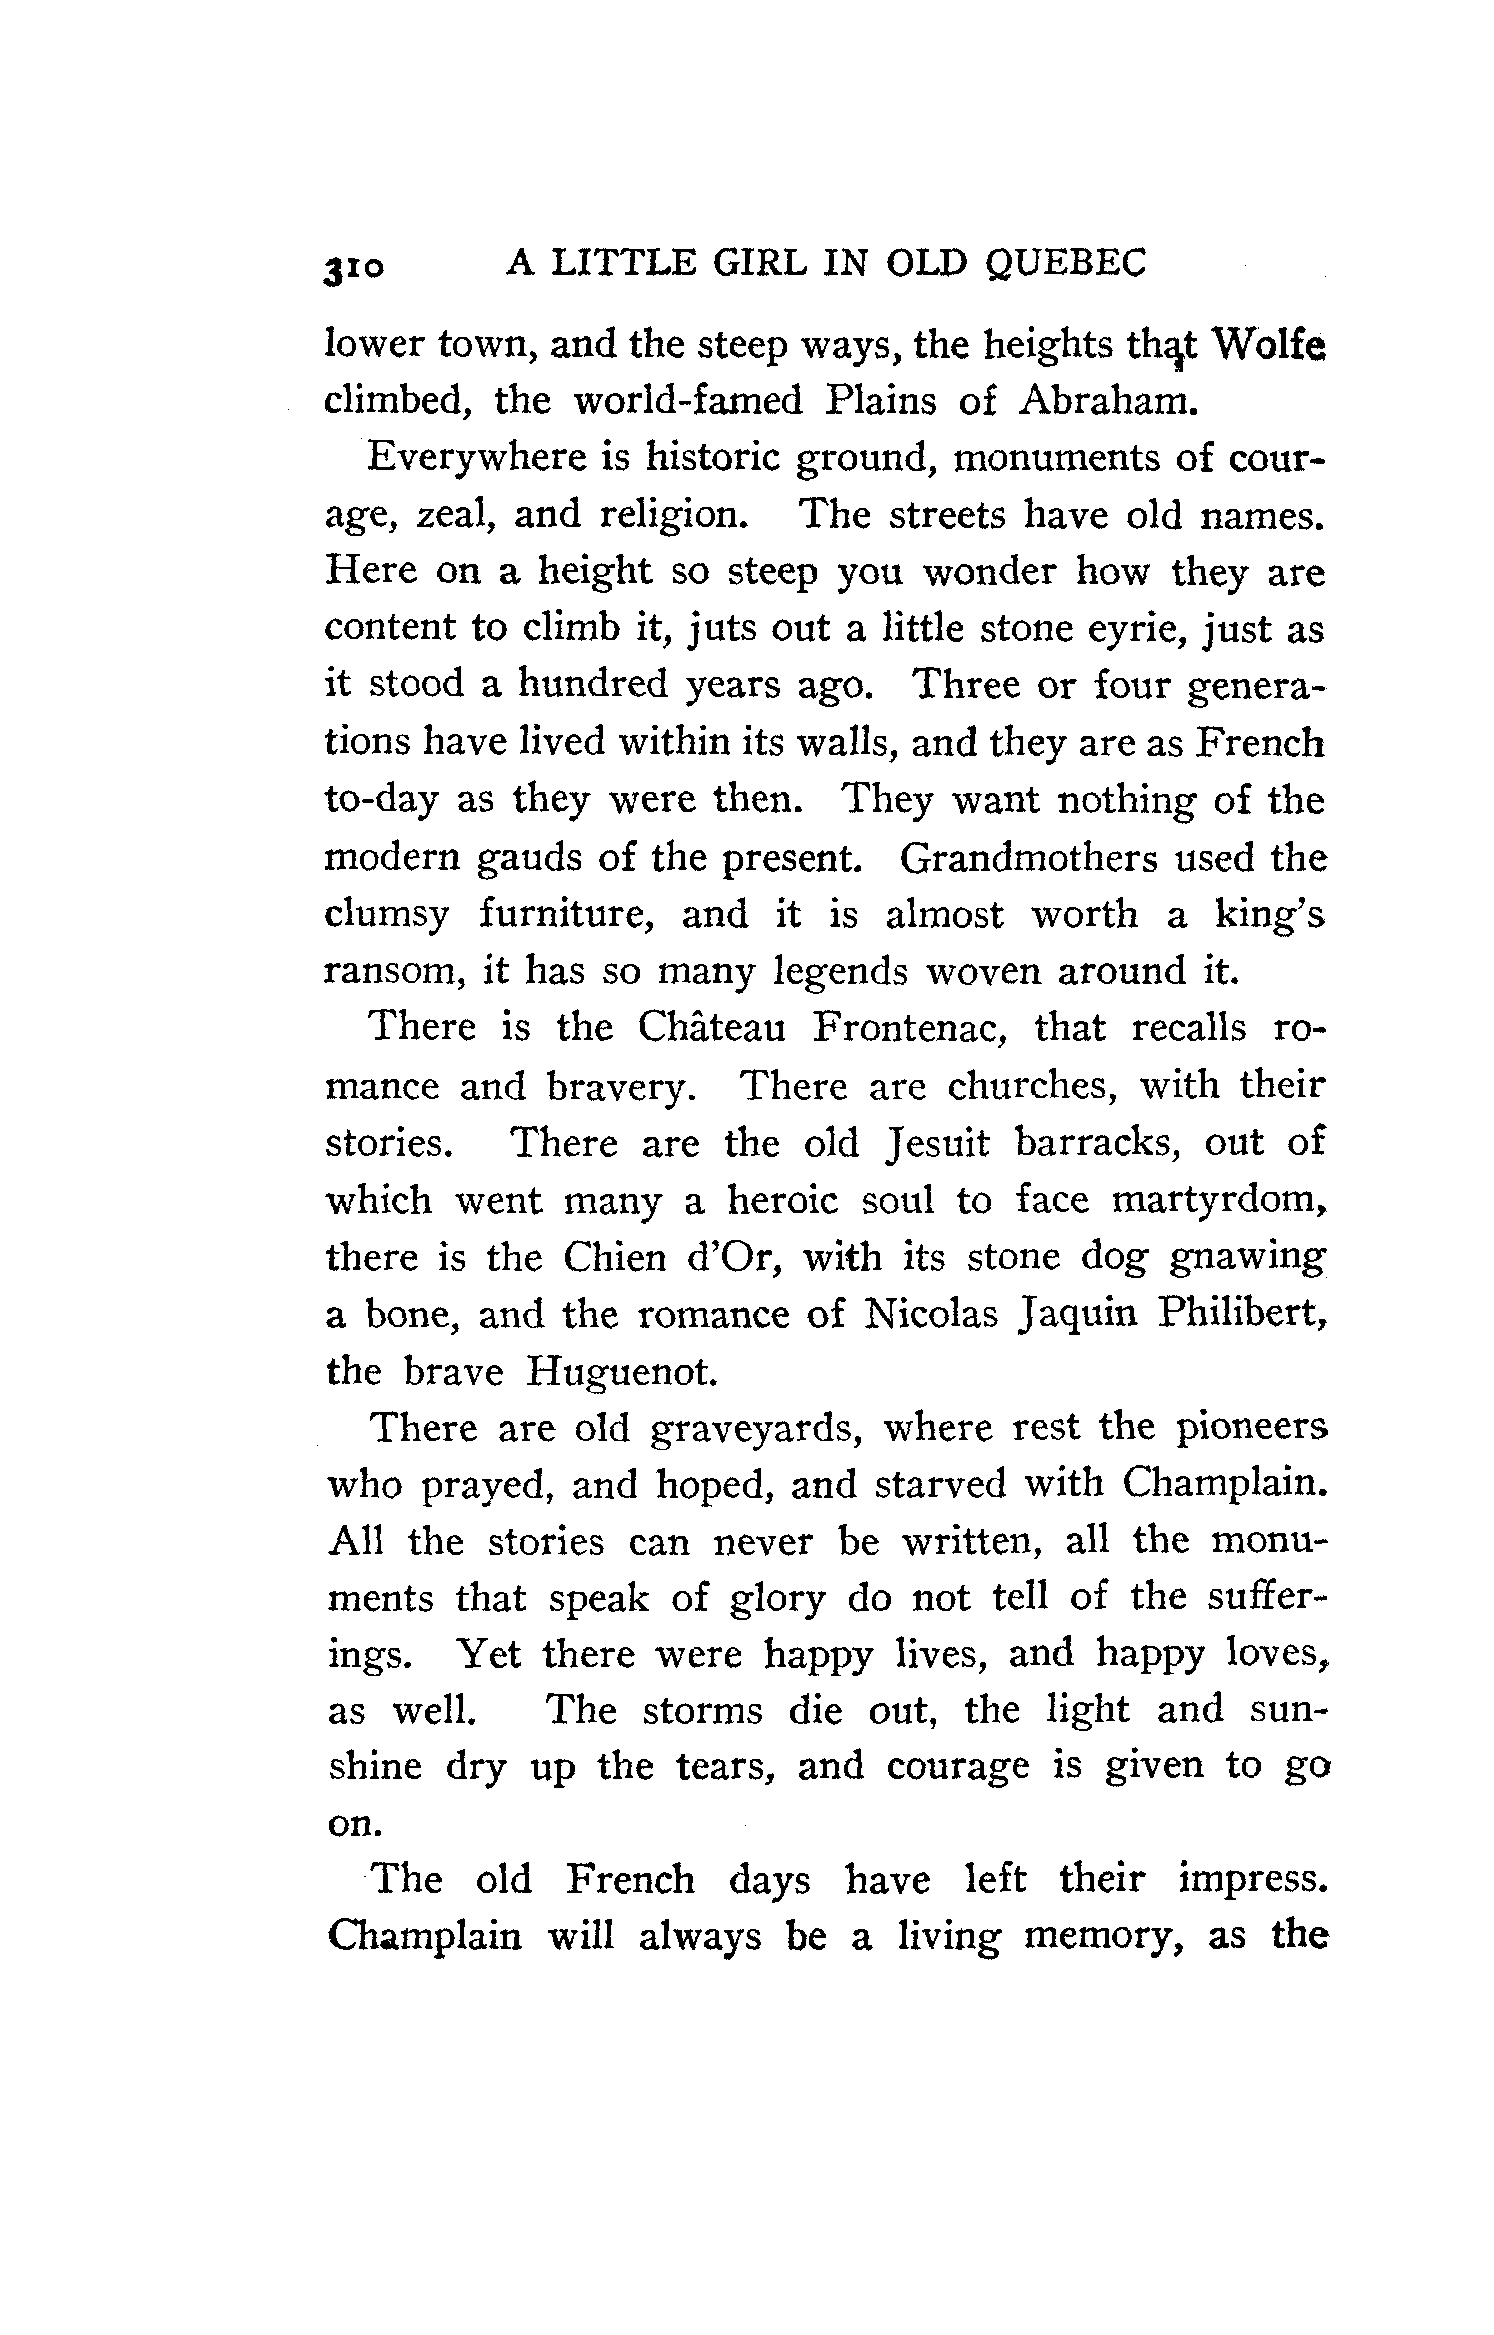 310 A LITTLE GIRL IN OLD QUEBEC
lower town, and the steep ways, the heights that Wolfe
climbed, the world-famed Plains of Abraham.
Everywhere is historic ground, monuments of cour-
age, zeal, and religion. The streets have old names.
Here on a height so steep you wonder how they are
content to climb it, juts out a little stone eyrie, just as
it stood a hundred years ago. Three or four genera-
tions have lived within its walls, and they are as French
to-day as they were then. They want nothing of the
modern gauds of the present. Grandmothers used the
clumsy furniture, and it is almost worth a king's
ransom, it has so many legends woven around it.
There is the Château Frontenac, that recalls ro-
mance and bravery. There are churches, with their
stories. There are the old Jesuit barracks, out of
which went many a heroic soul to face martyrdom,
there is the Chien d'Or, with its stone dog gnawing
a bone, and the romance of Nicolas Jaquin Philibert,
the brave Huguenot.
There are old graveyards, where rest the pioneers
who prayed, and hoped, and starved with Champlain.
All the stories can never be written, all the monu-
ments that speak of glory do not tell of the suffer-
ings. Yet there were happy lives, and happy loves,
as well. The storms die out, the light and sun-
shine dry up the tears, and courage is given to go
on.
The old French days have left their impress.
Champlain will always be a living memory, as the